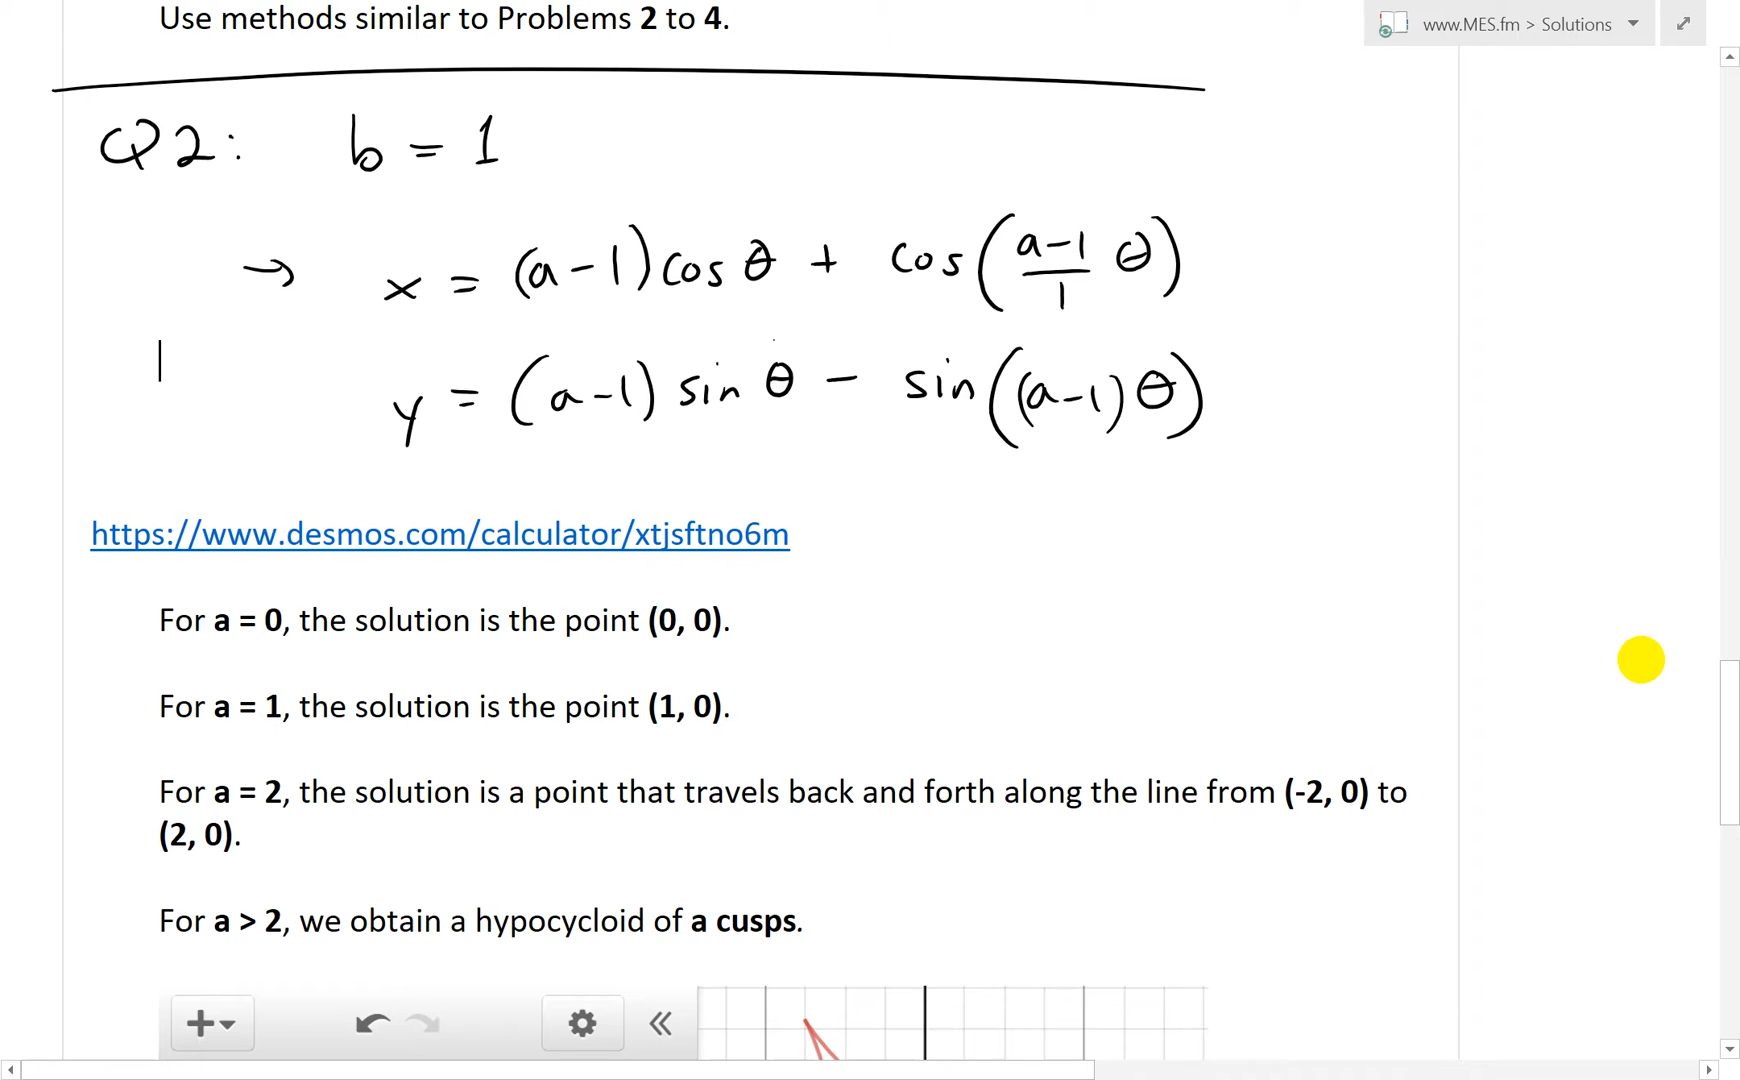 Use methods similar to Problems 2 to 4.
www.MES.fm > Solutions
Q2: b = 1
→ x = (a-1) cos θ + cos(a-1/1 θ)
y = (a-1) sin θ - sin((a-1)θ)
https://www.desmos.com/calculator/xtjsftno6m
For a = 0, the solution is the point (0, 0).
For a = 1, the solution is the point (1, 0).
For a = 2, the solution is a point that travels back and forth along the line from (-2, 0) to
(2, 0).
For a > 2, we obtain a hypocycloid of a cusps.